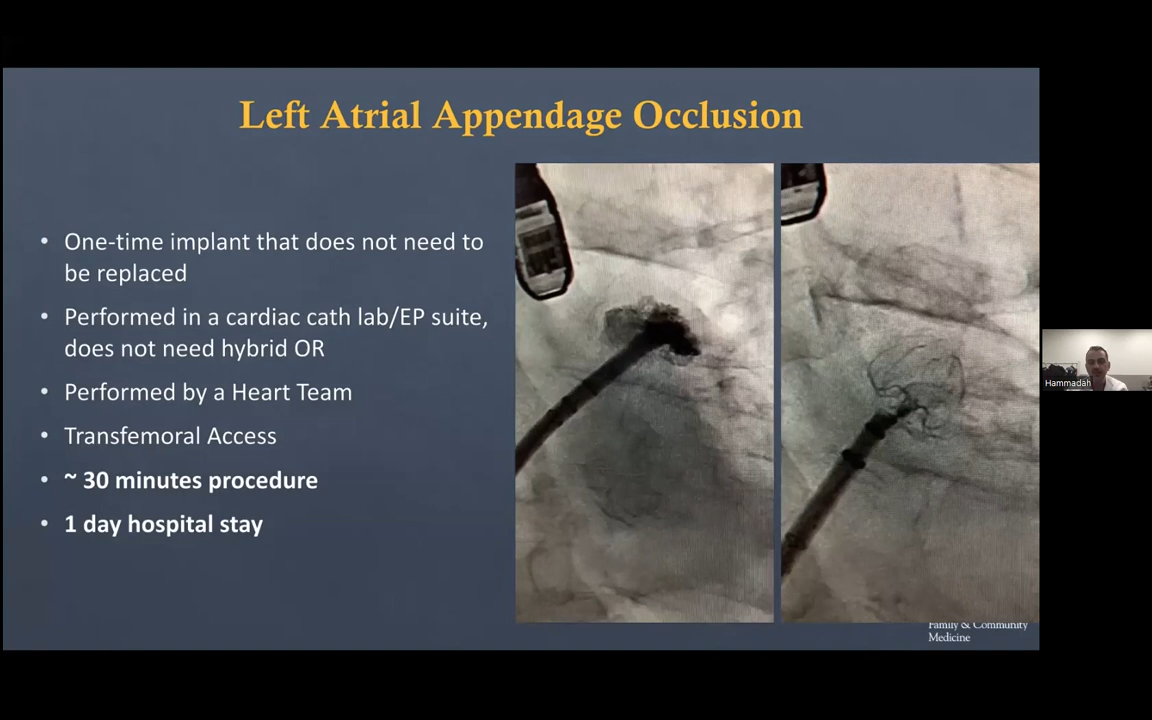 Left Atrial Appendage Occlusion
• One-time implant that does not need to
be replaced
• Performed in a cardiac cath lab/EP suite,
does not need hybrid OR
• Performed by a Heart Team
• Transfemoral Access
• ~ 30 minutes procedure
• 1 day hospital stay
Hammadah
Family & Community
Medicine